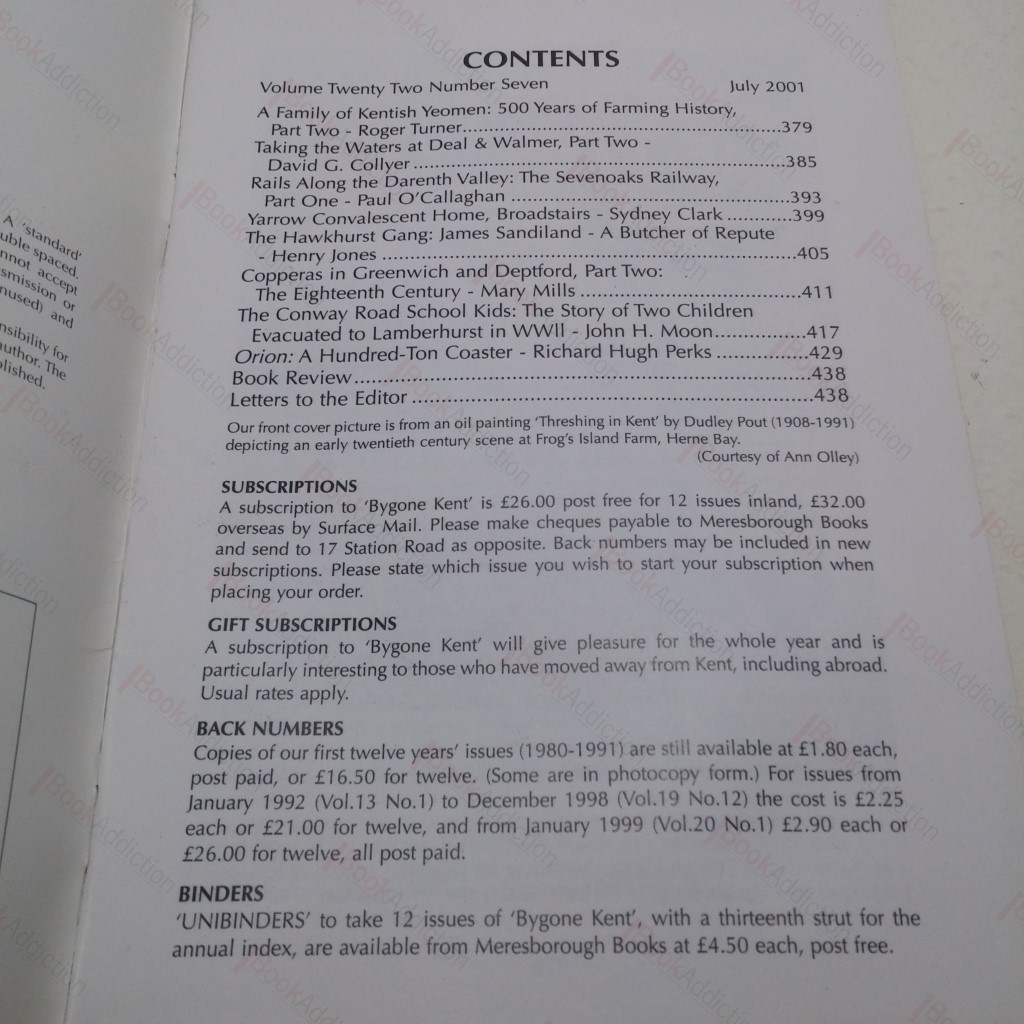 A 'standard'
uble spaced.
nnot accept
smission or
nused) and
nsibility for
author. The
lished.
CONTENTS
Volume Twenty Two Number Seven July 2001
A Family of Kentish Yeomen: 500 Years of Farming History,
Part Two - Roger Turner..........379
Taking the Waters at Deal & Walmer, Part Two -
David G. Collyer..........385
Rails Along the Darenth Valley: The Sevenoaks Railway,
Part One - Paul O'Callaghan..........393
Yarrow Convalescent Home, Broadstairs - Sydney Clark..........399
The Hawkhurst Gang: James Sandiland - A Butcher of Repute
- Henry Jones..........405
Copperas in Greenwich and Deptford, Part Two:
The Eighteenth Century - Mary Mills..........411
The Conway Road School Kids: The Story of Two Children
Evacuated to Lamberhurst in WWII - John H. Moon..........417
Orion: A Hundred-Ton Coaster - Richard Hugh Perks..........429
Book Review..........438
Letters to the Editor..........438
Our front cover picture is from an oil painting 'Threshing in Kent' by Dudley Pout (1908-1991)
depicting an early twentieth century scene at Frog's Island Farm, Herne Bay.
(Courtesy of Ann Olley)
SUBSCRIPTIONS
A subscription to 'Bygone Kent' is £26.00 post free for 12 issues inland, £32.00
overseas by Surface Mail. Please make cheques payable to Meresborough Books
and send to 17 Station Road as opposite. Back numbers may be included in new
subscriptions. Please state which issue you wish to start your subscription when
placing your order.
GIFT SUBSCRIPTIONS
A subscription to 'Bygone Kent' will give pleasure for the whole year and is
particularly interesting to those who have moved away from Kent, including abroad.
Usual rates apply.
BACK NUMBERS
Copies of our first twelve years' issues (1980-1991) are still available at £1.80 each,
post paid, or £16.50 for twelve. (Some are in photocopy form.) For issues from
January 1992 (Vol.13 No.1) to December 1998 (Vol.19 No.12) the cost is £2.25
each or £21.00 for twelve, and from January 1999 (Vol.20 No.1) £2.90 each or
£26.00 for twelve, all post paid.
BINDERS
'UNIBINDERS' to take 12 issues of 'Bygone Kent', with a thirteenth strut for the
annual index, are available from Meresborough Books at £4.50 each, post free.
BookAddiction